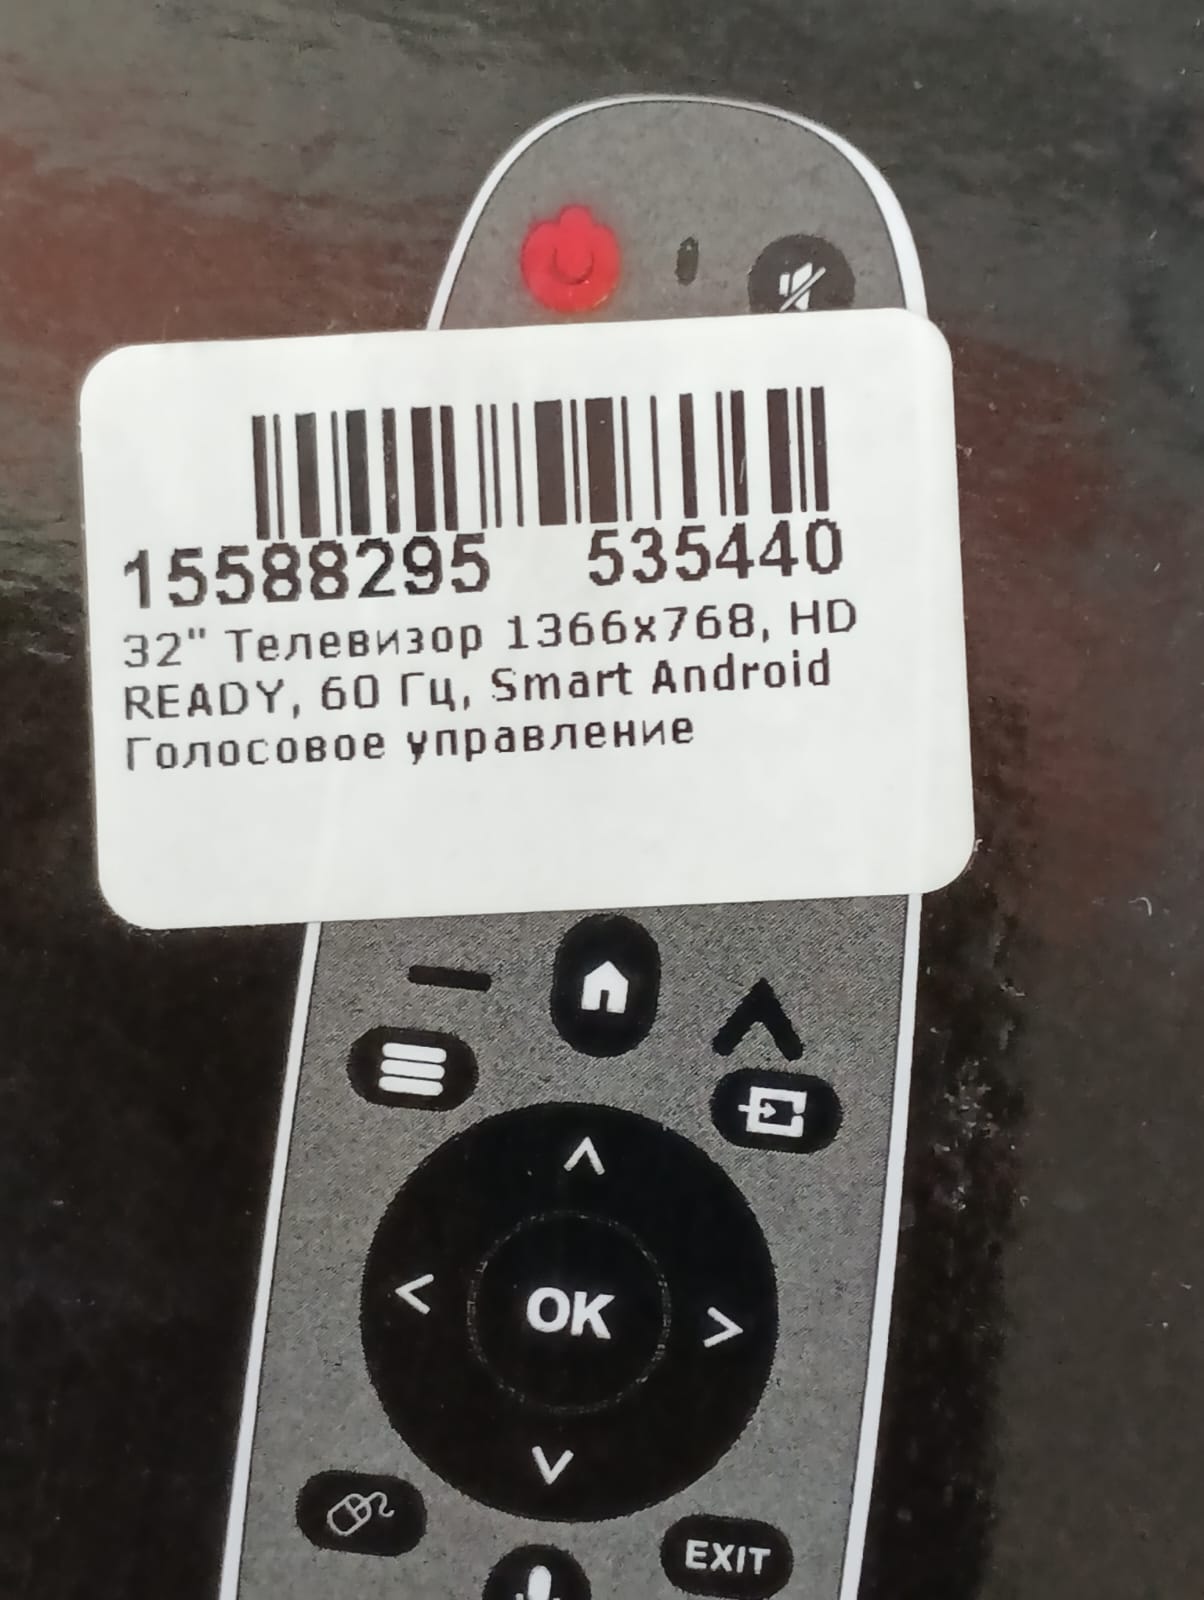 15588295 535440
32" Телевизор 1366x768, HD
READY, 60 Гц, Smart Android
Голосовое управление
OK
EXIT